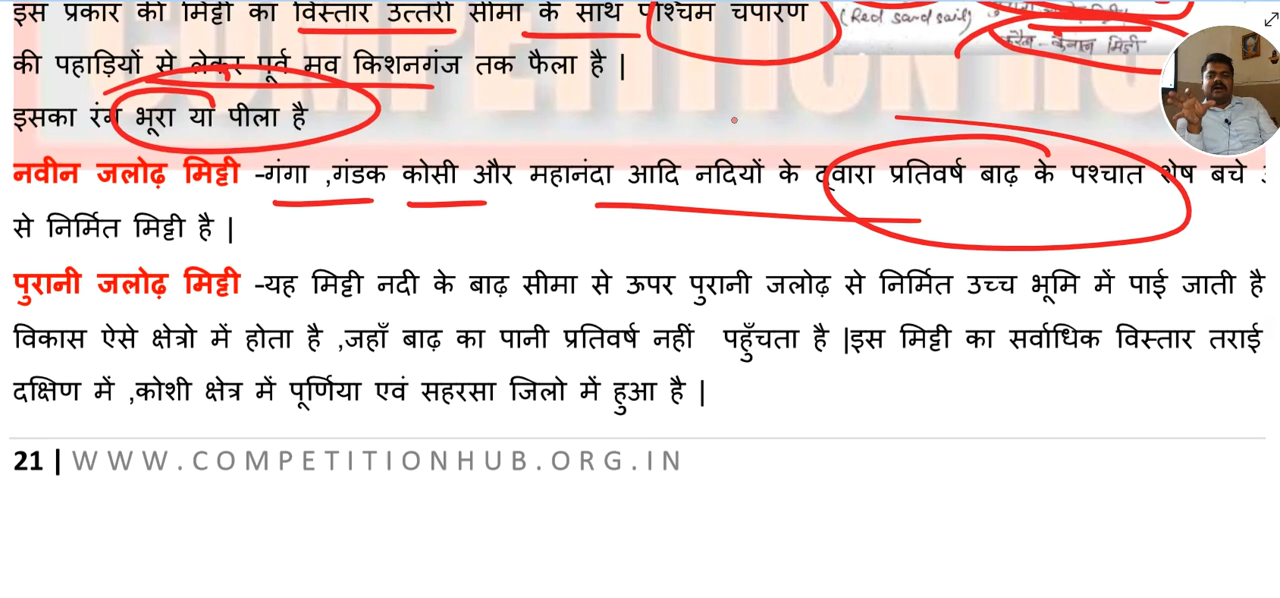 इस प्रकार की मिट्टी का विस्तार उत्तरी सीमा के साथ पश्चिम चंपारण
(Red sand soil)
की पहाड़ियों से लेकर पूर्व मव किशनगंज तक फैला है |
करैल - केवाल मिट्टी
इसका रंग भूरा या पीला है
नवीन जलोढ़ मिट्टी -गंगा ,गंडक कोसी और महानंदा आदि नदियों के द्वारा प्रतिवर्ष बाढ़ के पश्चात शेष बचे
से निर्मित मिट्टी है |
पुरानी जलोढ़ मिट्टी -यह मिट्टी नदी के बाढ़ सीमा से ऊपर पुरानी जलोढ़ से निर्मित उच्च भूमि में पाई जाती है
विकास ऐसे क्षेत्रो में होता है ,जहाँ बाढ़ का पानी प्रतिवर्ष नहीं पहुँचता है |इस मिट्टी का सर्वाधिक विस्तार तराई
दक्षिण में ,कोशी क्षेत्र में पूर्णिया एवं सहरसा जिलो में हुआ है |
21 | WWW.COMPETITIONHUB.ORG.IN